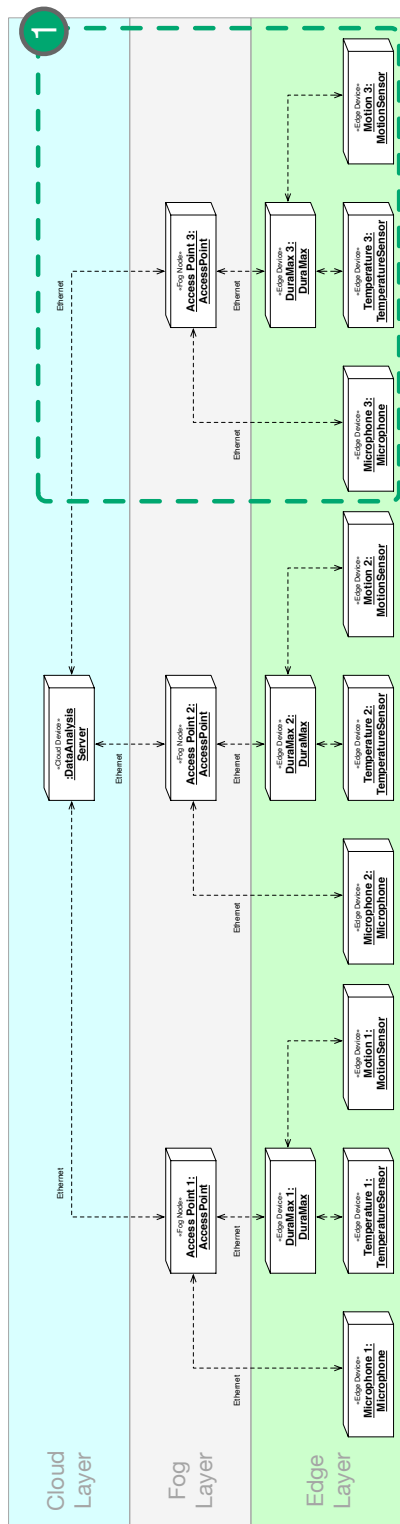 Cloud
Layer
Ethernet
Ethernet
«Cloud Device»
:DataAnalysis
Server
Ethernet
1
Fog
Layer
«Fog Node»
Access Point 1:
AccessPoint
«Fog Node»
Access Point 2:
AccessPoint
«Fog Node»
Access Point 3:
AccessPoint
Ethernet
Ethernet
Ethernet
Ethernet
Ethernet
Ethernet
Edge
Layer
«Edge Device»
DuraMax 1:
DuraMax
«Edge Device»
DuraMax 2:
DuraMax
«Edge Device»
DuraMax 3:
DuraMax
«Edge Device»
Microphone 1:
Microphone
«Edge Device»
Temperature 1:
TemperatureSensor
«Edge Device»
Motion 1:
MotionSensor
«Edge Device»
Microphone 2:
Microphone
«Edge Device»
Temperature 2:
TemperatureSensor
«Edge Device»
Motion 2:
MotionSensor
«Edge Device»
Microphone 3:
Microphone
«Edge Device»
Temperature 3:
TemperatureSensor
«Edge Device»
Motion 3:
MotionSensor